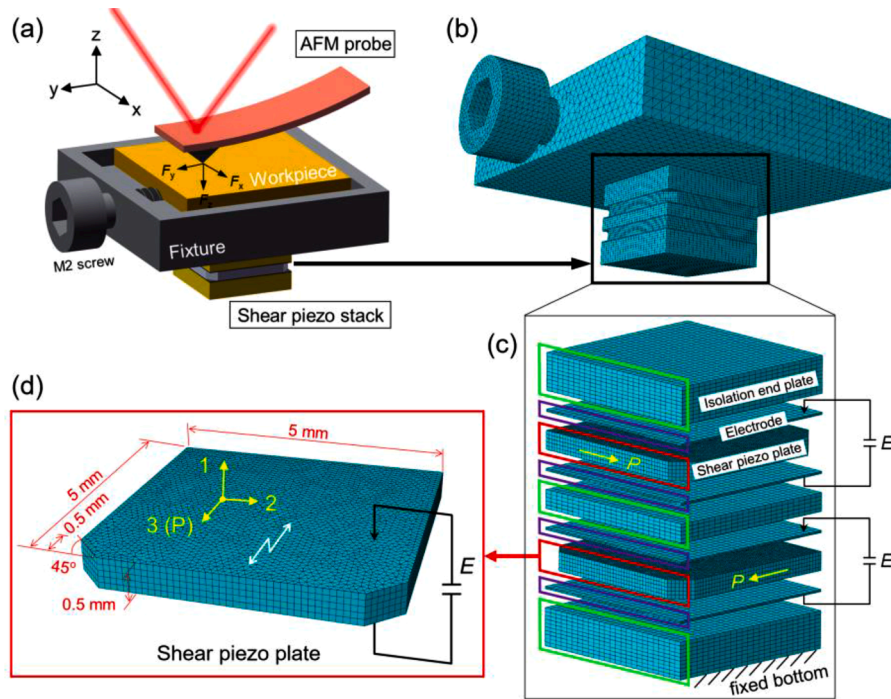 (a)
z
y
x
AFM probe
Fy
Fx
Fz
Workpiece
Fixture
M2 screw
Shear piezo stack
(b)
(c)
Isolation end plate
Electrode
Shear piezo plate
P
E
P
E
fixed bottom
(d)
5 mm
5 mm
0.5 mm
45°
0.5 mm
1
2
3 (P)
E
Shear piezo plate